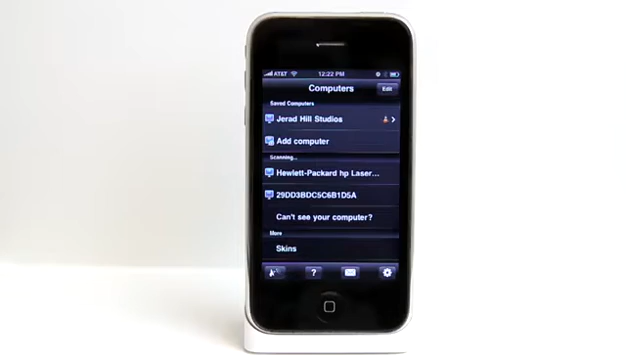 AT&T 12:22 PM
Computers Edit
Saved Computers
Jerad Hill Studios
Add computer
Scanning...
Hewlett-Packard hp Laser...
29DD3BDC5C6B1D5A
Can't see your computer?
More
Skins
?